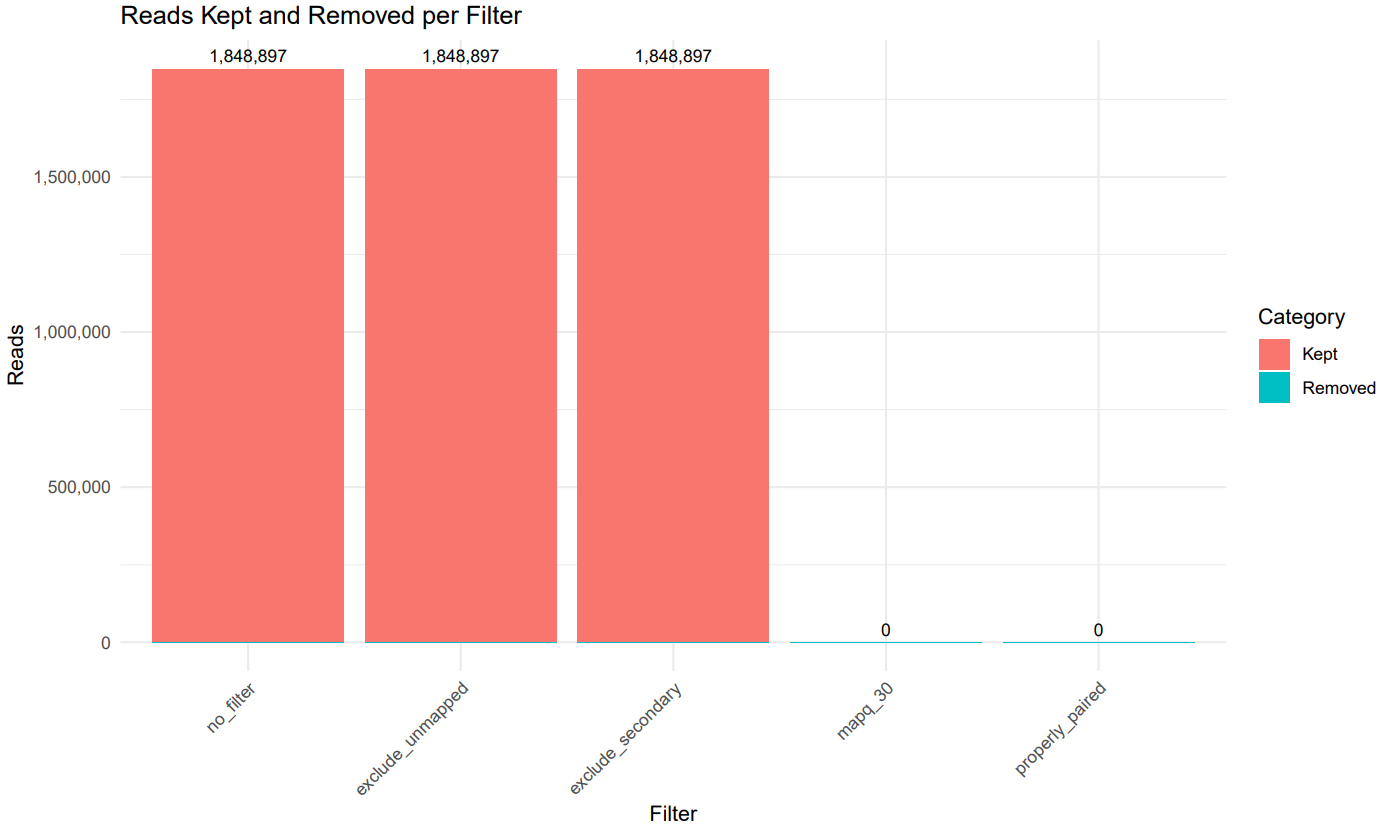 Reads Kept and Removed per Filter
1,848,897 1,848,897 1,848,897
0 0
1,500,000
1,000,000
500,000
0
Reads
no_filter exclude_unmapped exclude_secondary mapq_30 properly_paired
Filter
Category
Kept
Removed